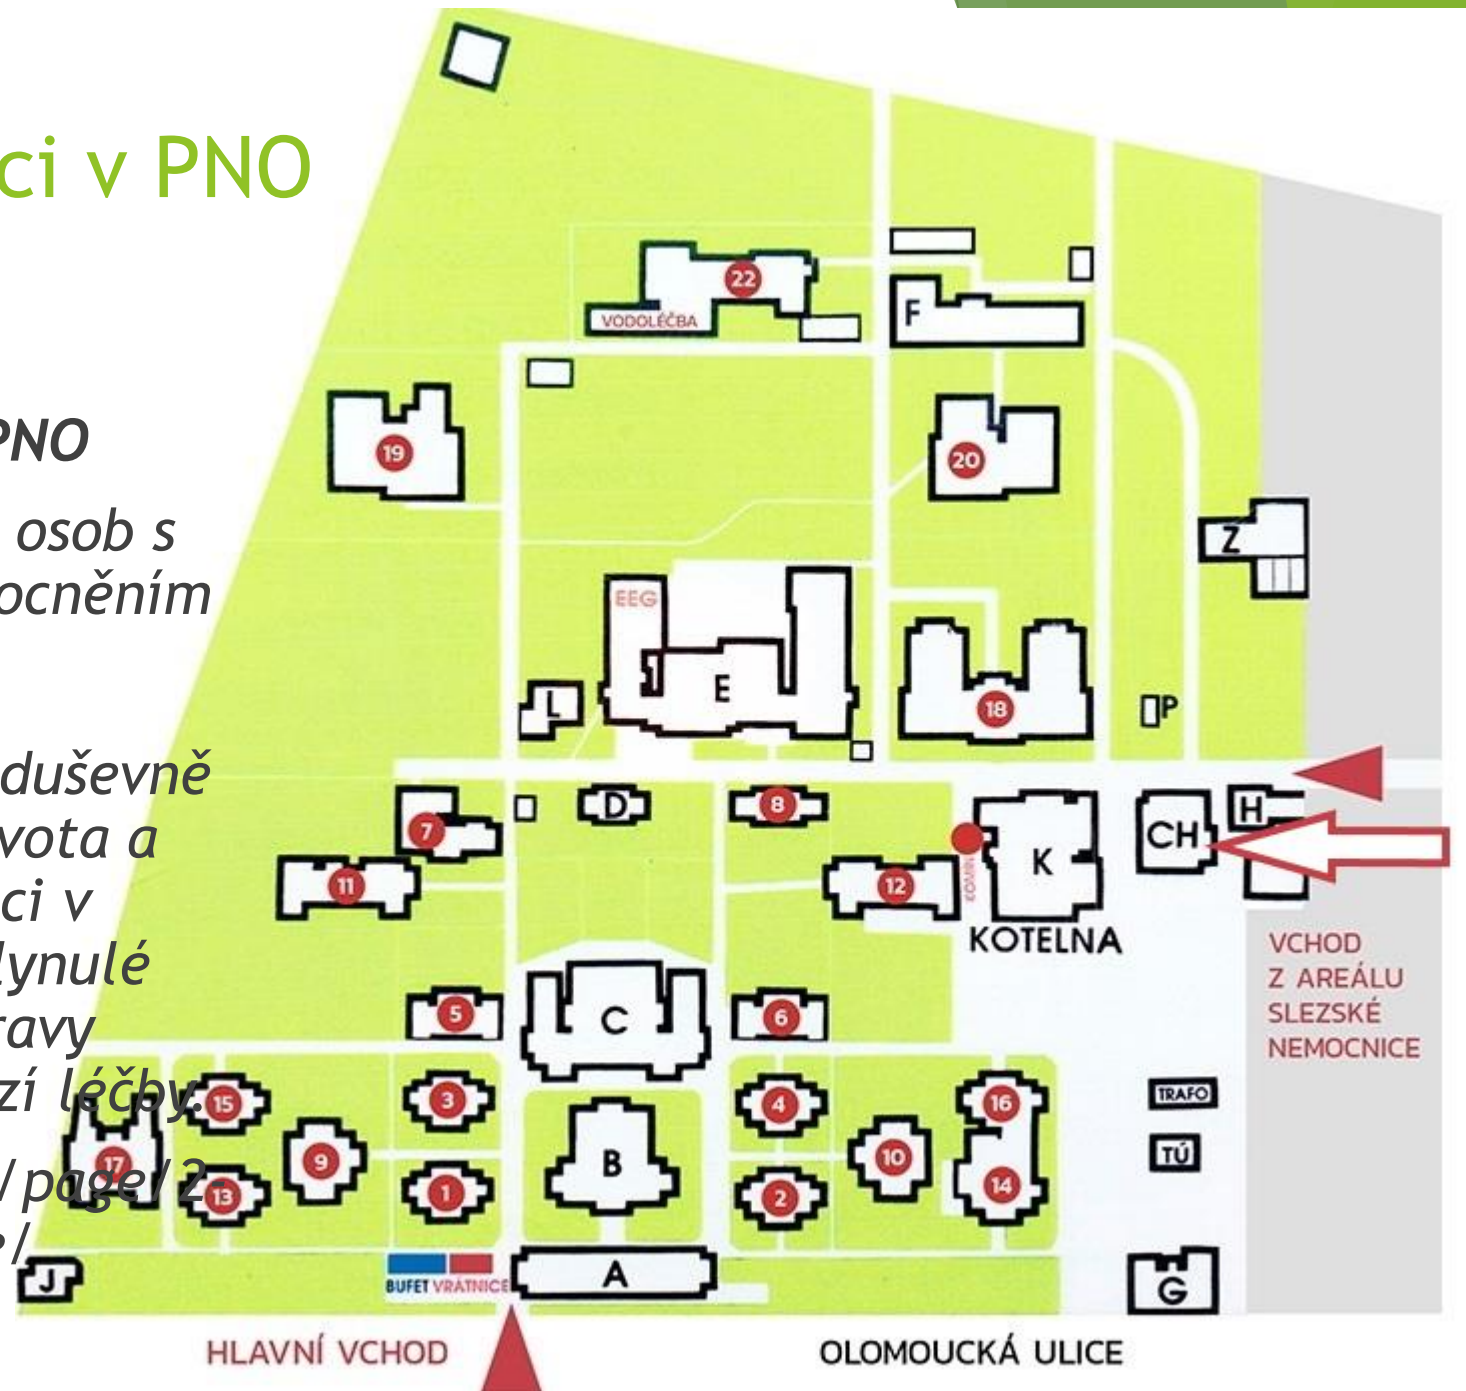 ci v PNO
PNO
osob s
ocněním
duševně
vota a
ci v
lynulé
ravy
zí léčby.
/page/2-
e/
22
VODOLÉČBA
F
19
20
Z
EEG
E
L
18
P
D
8
7
H
CH
K
11
12
KOTELNA
VCHOD
Z AREÁLU
SLEZSKÉ
NEMOCNICE
5
C
6
15
3
4
16
TRAFO
17
9
B
10
TÚ
13
1
2
14
J
BUFET VRÁTNICE
A
G
HLAVNÍ VCHOD
OLOMOUCKÁ ULICE